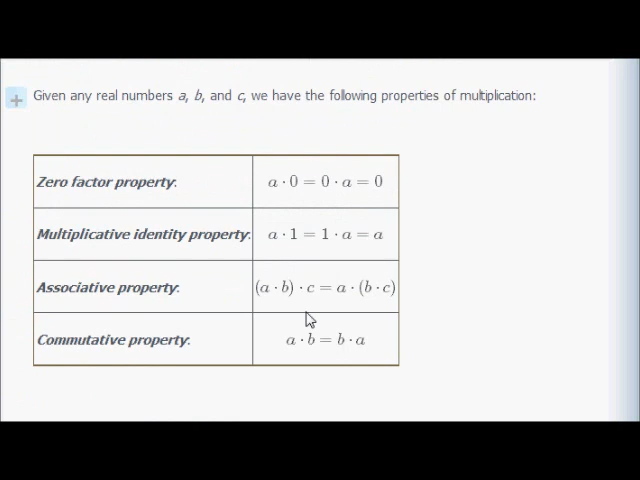 Given any real numbers a, b, and c, we have the following properties of multiplication:
Zero factor property: a · 0 = 0 · a = 0
Multiplicative identity property: a · 1 = 1 · a = a
Associative property: (a · b) · c = a · (b · c)
Commutative property: a · b = b · a